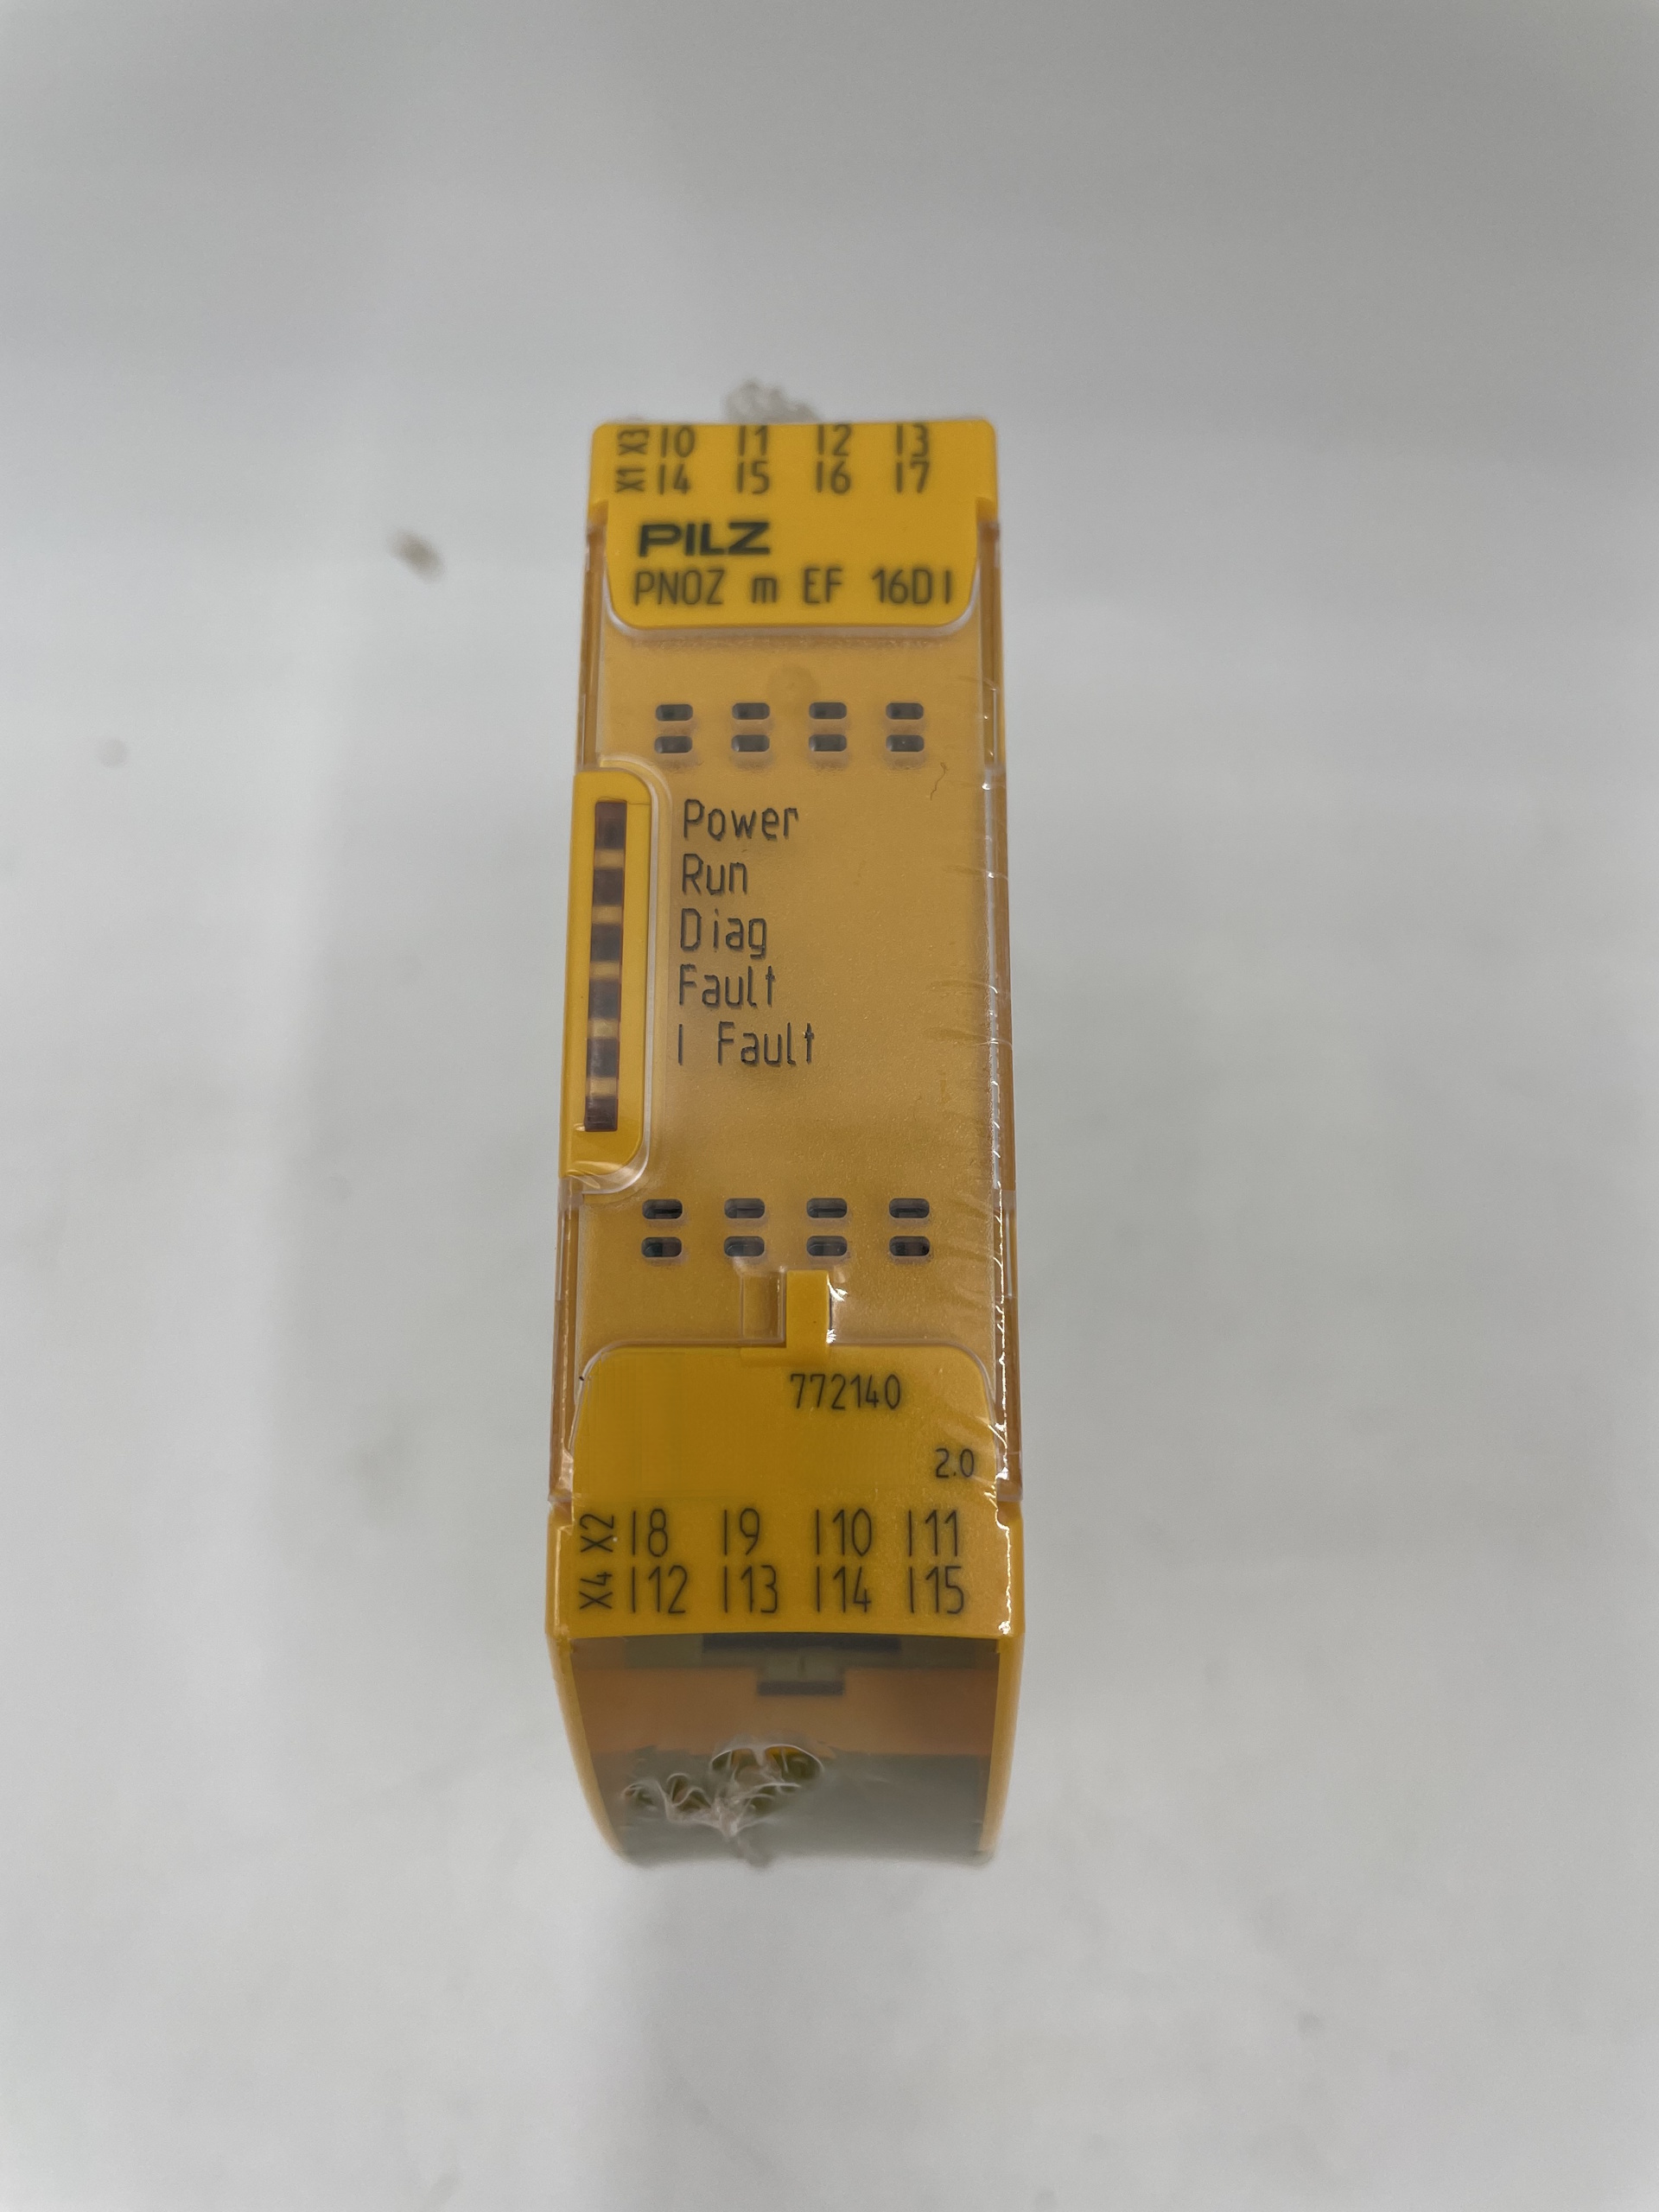 X3 I0 I1 I2 I3
X1 I4 I5 I6 I7
PILZ
PNOZ m EF 16DI
Power
Run
Diag
Fault
I Fault
772140
2.0
X2 I8 I9 I10 I11
X4 I12 I13 I14 I15